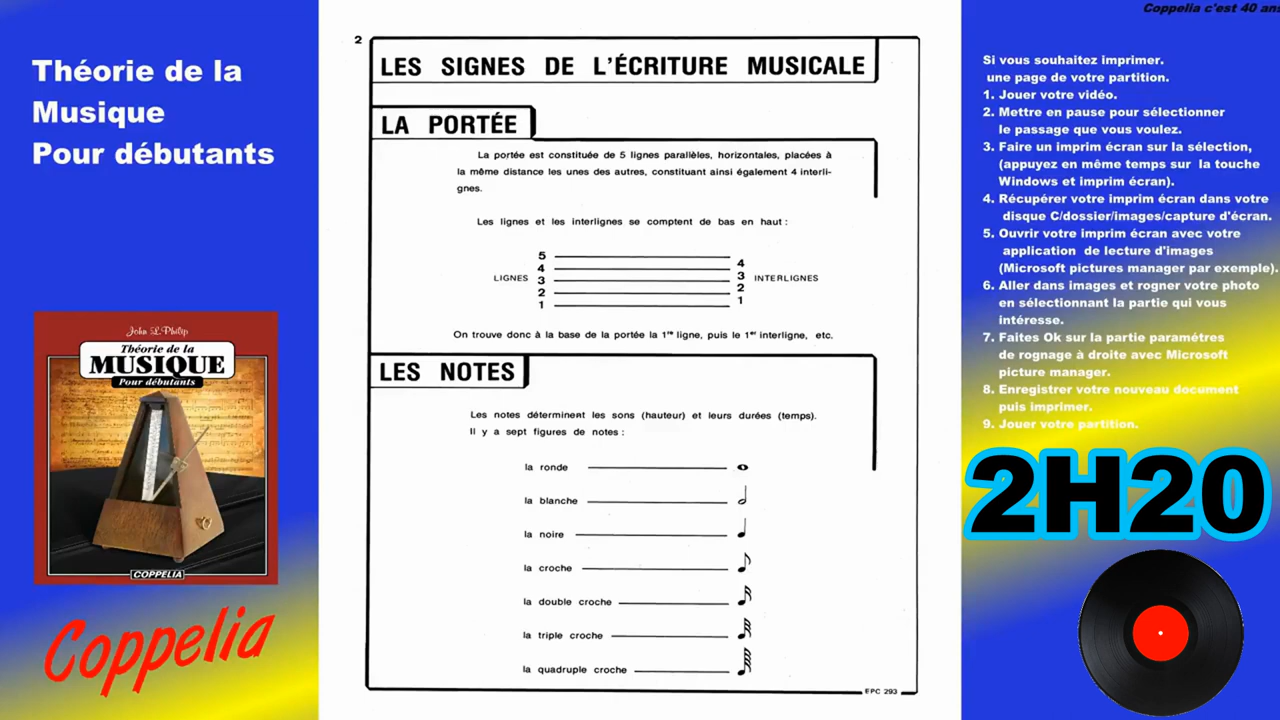 Coppelia c'est 40 ans
Théorie de la
Musique
Pour débutants
John L. Philip
Théorie de la
MUSIQUE
Pour débutants
COPPELIA
Coppelia
2
LES SIGNES DE L'ÉCRITURE MUSICALE
LA PORTÉE
La portée est constituée de 5 lignes parallèles, horizontales, placées à
la même distance les unes des autres, constituant ainsi également 4 interli-
gnes.
Les lignes et les interlignes se comptent de bas en haut :
5
4
3
2
1
LIGNES
4
3
2
1
INTERLIGNES
On trouve donc à la base de la portée la 1re ligne, puis le 1er interligne, etc.
LES NOTES
Les notes déterminent les sons (hauteur) et leurs durées (temps).
Il y a sept figures de notes :
la ronde
la blanche
la noire
la croche
la double croche
la triple croche
la quadruple croche
EPC 293
Si vous souhaitez imprimer.
une page de votre partition.
1. Jouer votre vidéo.
2. Mettre en pause pour sélectionner
le passage que vous voulez.
3. Faire un imprim écran sur la sélection,
(appuyez en même temps sur la touche
Windows et imprim écran).
4. Récupérer votre imprim écran dans votre
disque C/dossier/images/capture d'écran.
5. Ouvrir votre imprim écran avec votre
application de lecture d'images
(Microsoft pictures manager par exemple).
6. Aller dans images et rogner votre photo
en sélectionnant la partie qui vous
intéresse.
7. Faites Ok sur la partie paramétres
de rognage à droite avec Microsoft
picture manager.
8. Enregistrer votre nouveau document
puis imprimer.
9. Jouer votre partition.
2H20